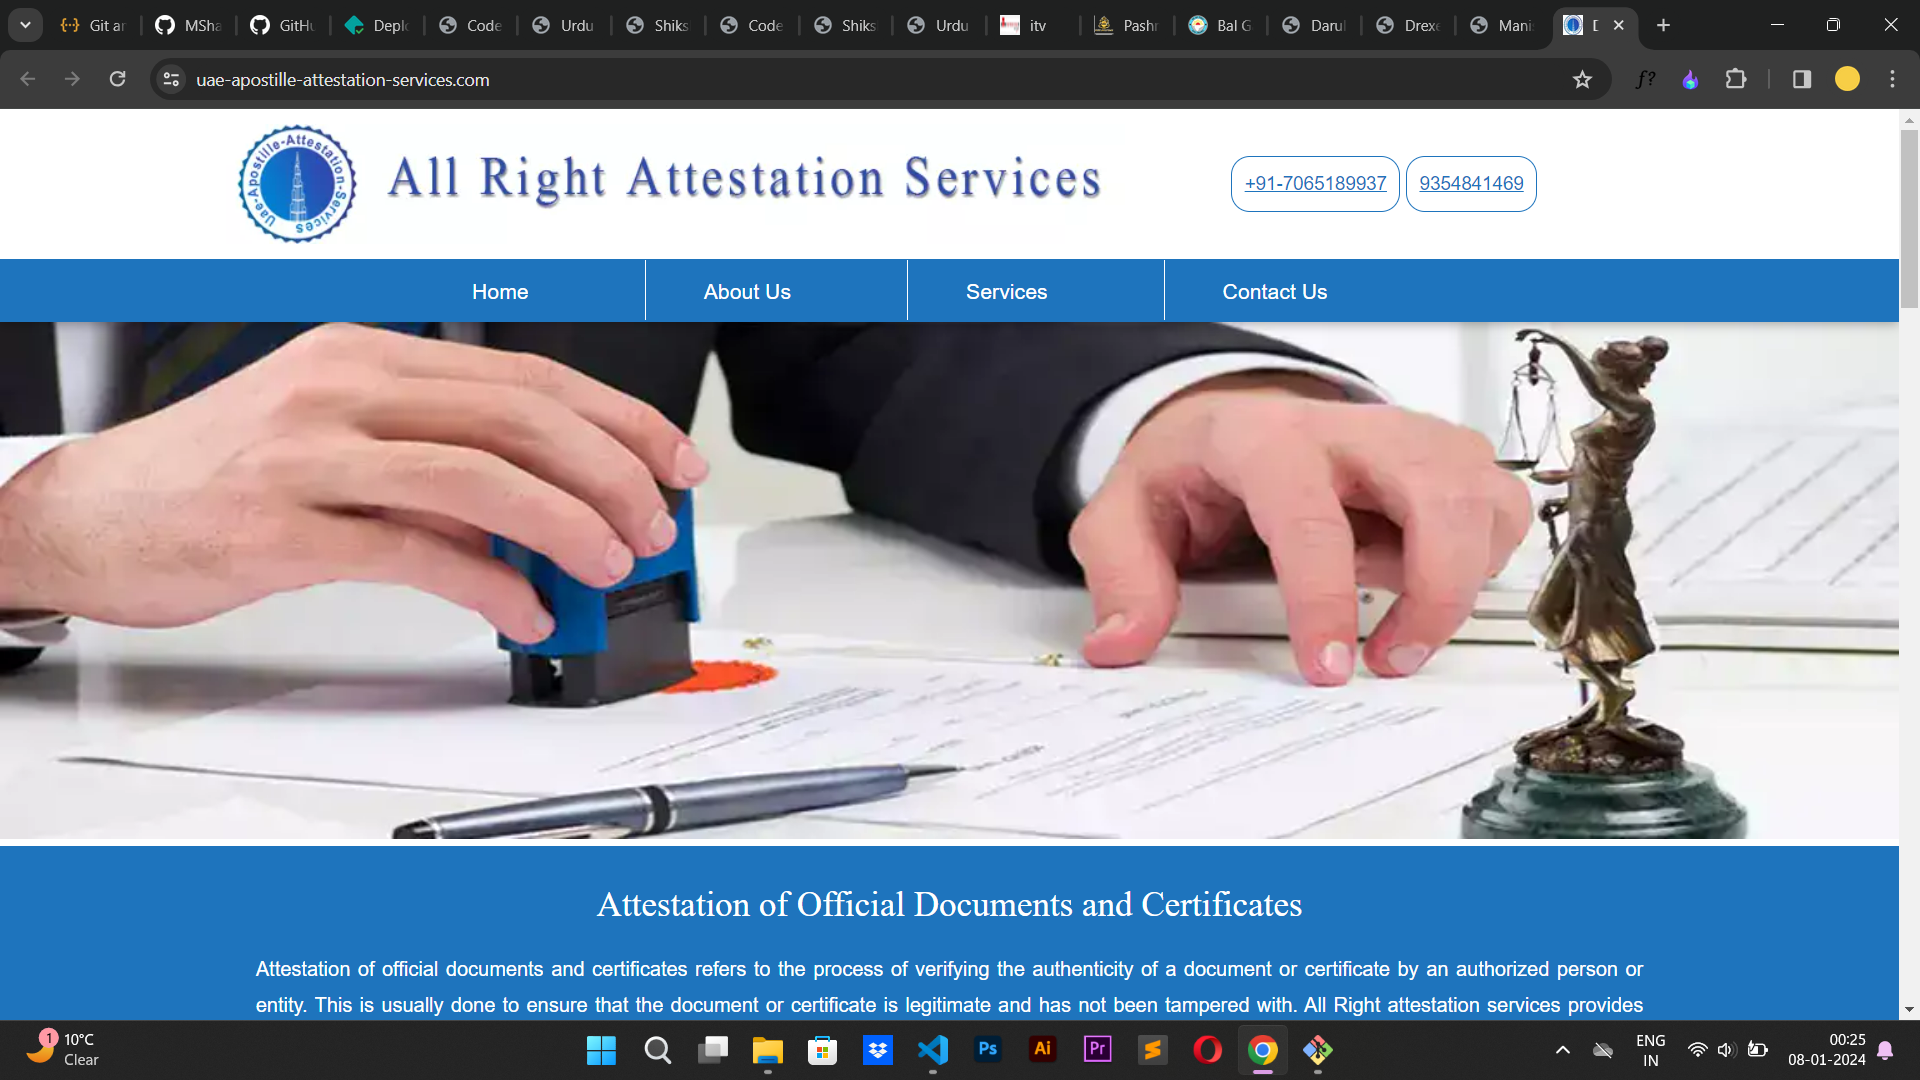 Git ar
MSha
GitHu
Deplo
Code
Urdu
Shiks
Code
Shiks
Urdu
itv
Pashn
Bal G
Darul
Drexe
Mani
uae-apostille-attestation-services.com
f?
Uae-Apostille-Attestation-Services
All Right Attestation Services
+91-7065189937
9354841469
Home
About Us
Services
Contact Us
Attestation of Official Documents and Certificates
Attestation of official documents and certificates refers to the process of verifying the authenticity of a document or certificate by an authorized person or
entity. This is usually done to ensure that the document or certificate is legitimate and has not been tampered with. All Right attestation services provides
1
10°C
Clear
Ps
Ai
Pr
ENG
IN
00:25
08-01-2024